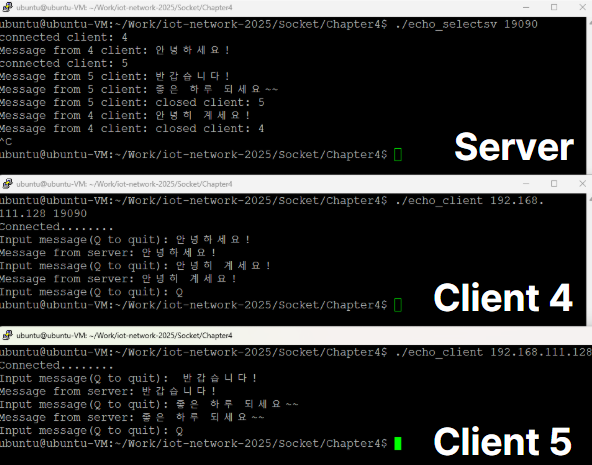 ubuntu@ubuntu-VM: ~/Work/iot-network-2025/Socket/Chapter4
ubuntu@ubuntu-VM:~/Work/iot-network-2025/Socket/Chapter4$ ./echo_selectsv 19090
connected client: 4
Message from 4 client: 안녕하세요!
connected client: 5
Message from 5 client: 반갑습니다!
Message from 5 client: 좋은 하루 되세요~~
Message from 5 client: closed client: 5
Message from 4 client: 안녕히 계세요!
Message from 4 client: closed client: 4
^C
ubuntu@ubuntu-VM:~/Work/iot-network-2025/Socket/Chapter4$
Server
ubuntu@ubuntu-VM: ~/Work/iot-network-2025/Socket/Chapter4
ubuntu@ubuntu-VM:~/Work/iot-network-2025/Socket/Chapter4$ ./echo_client 192.168.
111.128 19090
Connected........
Input message(Q to quit): 안녕하세요!
Message from server: 안녕하세요!
Input message(Q to quit): 안녕히 계세요!
Message from server: 안녕히 계세요!
Input message(Q to quit): Q
ubuntu@ubuntu-VM:~/Work/iot-network-2025/Socket/Chapter4$
Client 4
ubuntu@ubuntu-VM: ~/Work/iot-network-2025/Socket/Chapter4
ubuntu@ubuntu-VM:~/Work/iot-network-2025/Socket/Chapter4$ ./echo_client 192.168.111.128
Connected........
Input message(Q to quit): 반갑습니다!
Message from server: 반갑습니다!
Input message(Q to quit): 좋은 하루 되세요~~
Message from server: 좋은 하루 되세요~~
Input message(Q to quit): Q
ubuntu@ubuntu-VM:~/Work/iot-network-2025/Socket/Chapter4$
Client 5